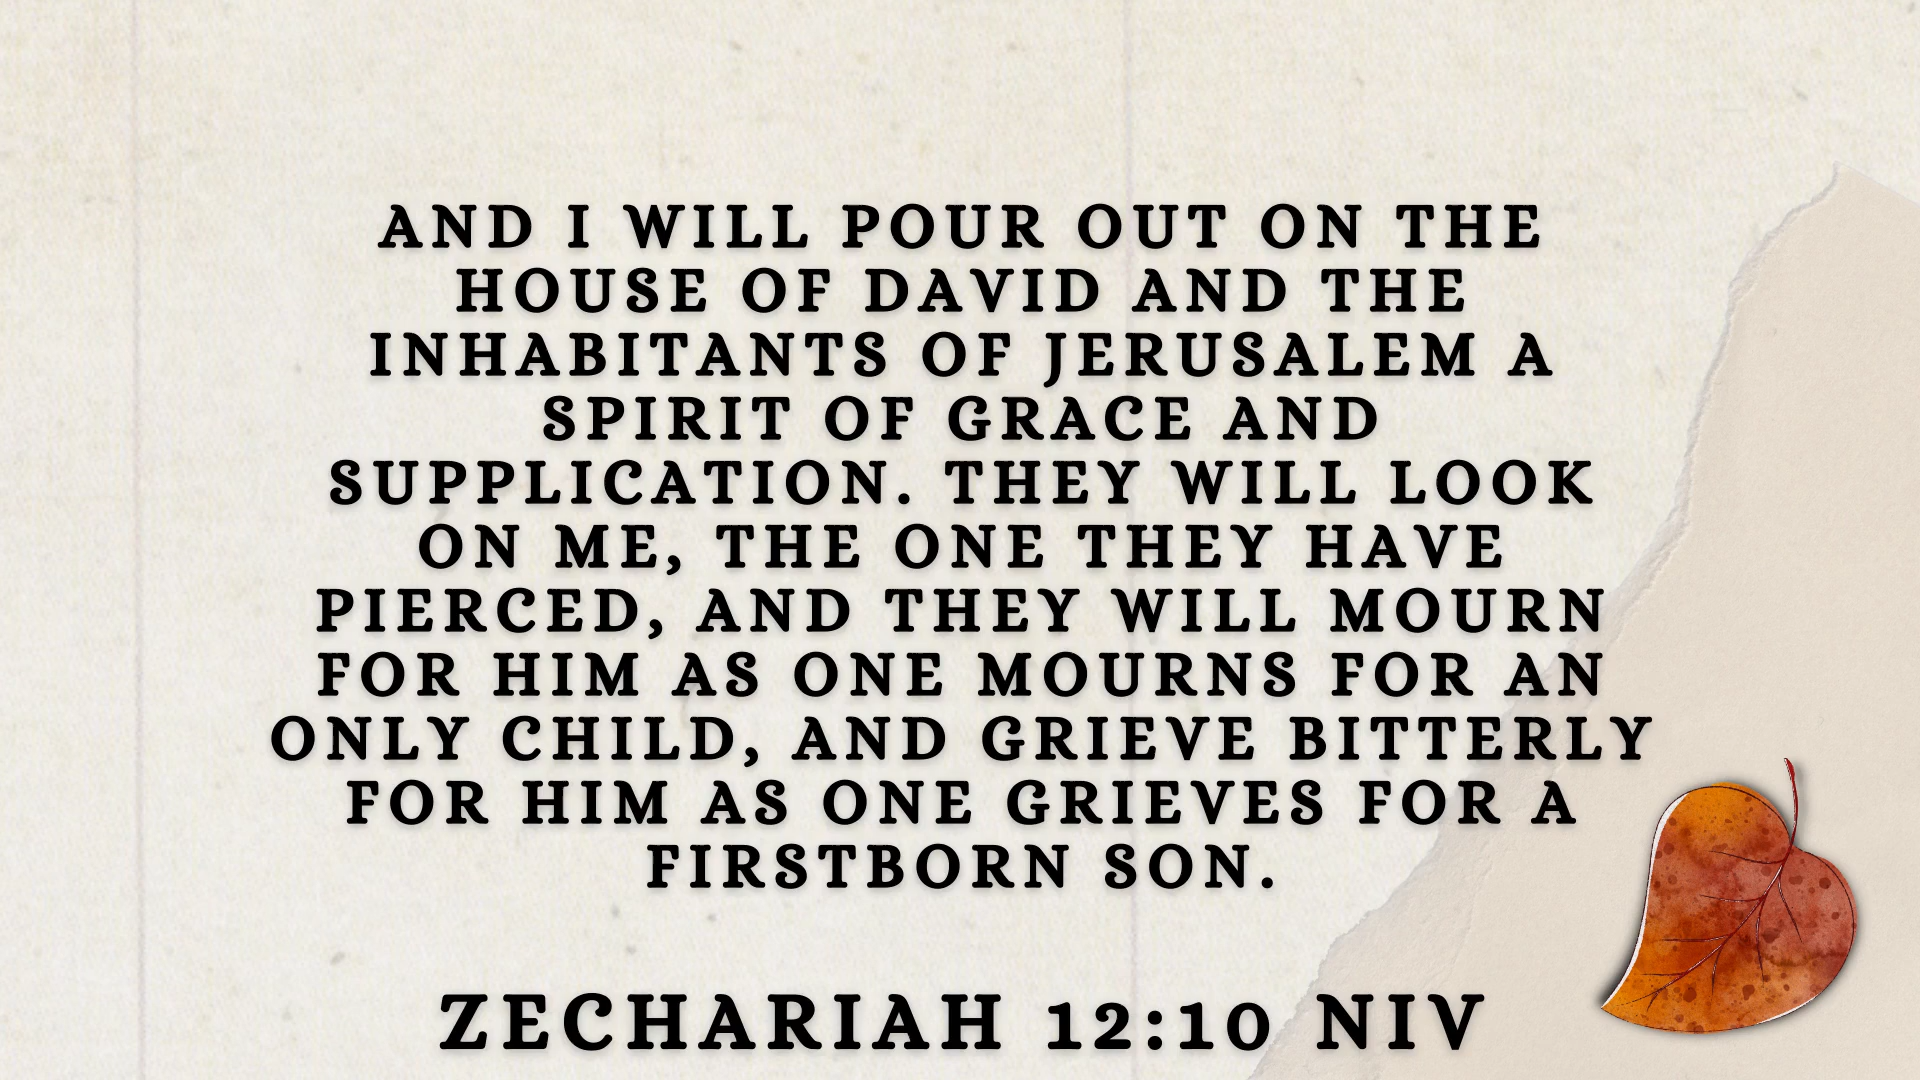 AND I WILL POUR OUT ON THE
HOUSE OF DAVID AND THE
INHABITANTS OF JERUSALEM A
SPIRIT OF GRACE AND
SUPPLICATION. THEY WILL LOOK
ON ME, THE ONE THEY HAVE
PIERCED, AND THEY WILL MOURN
FOR HIM AS ONE MOURNS FOR AN
ONLY CHILD, AND GRIEVE BITTERLY
FOR HIM AS ONE GRIEVES FOR A
FIRSTBORN SON.
ZECHARIAH 12:10 NIV